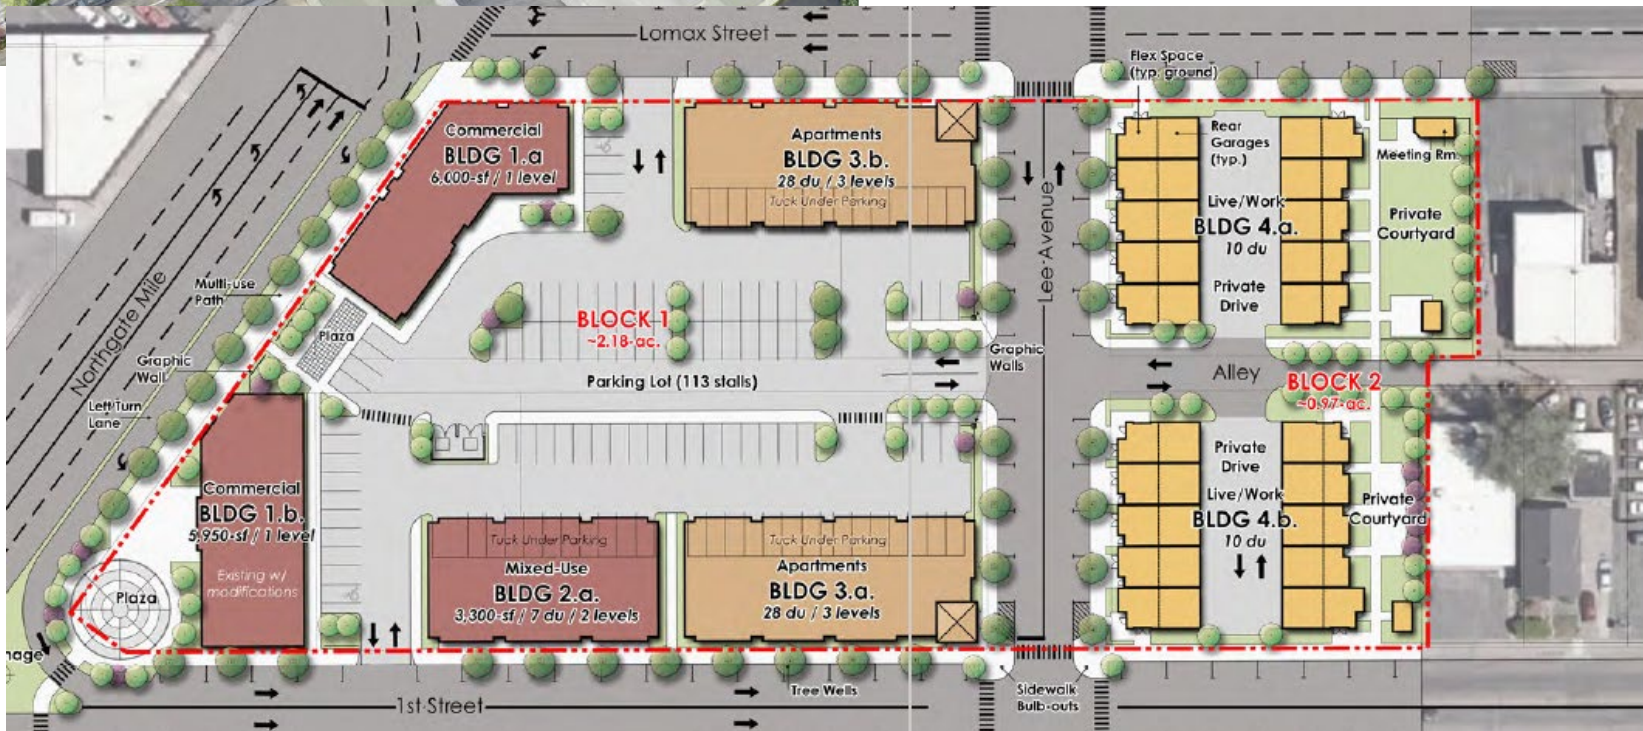 Lomax Street
Flex Space
(typ. ground)
Commercial
BLDG 1.a
6,000-sf / 1 level
Apartments
BLDG 3.b.
28 du / 3 levels
Tuck Under Parking
Rear
Garages
(typ.)
Meeting Rm.
Live/Work
BLDG 4.a.
10 du
Private
Courtyard
Lee Avenue
Multi-use
Path
Private
Drive
Northgate Mile
Plaza
BLOCK 1
~2.18-ac.
Graphic
Wall
Graphic
Walls
Parking Lot (113 stalls)
Alley
BLOCK 2
~0.97-ac.
Left Turn
Lane
Private
Drive
Commercial
BLDG 1.b.
5,950-sf / 1 level
Live/Work
BLDG 4.b.
10 du
Private
Courtyard
Existing w/
modifications
Plaza
Tuck Under Parking
Mixed-Use
BLDG 2.a.
3,300-sf / 7 du / 2 levels
Tuck Under Parking
Apartments
BLDG 3.a.
28 du / 3 levels
nage
Tree Wells
Sidewalk
Bulb-outs
1st Street